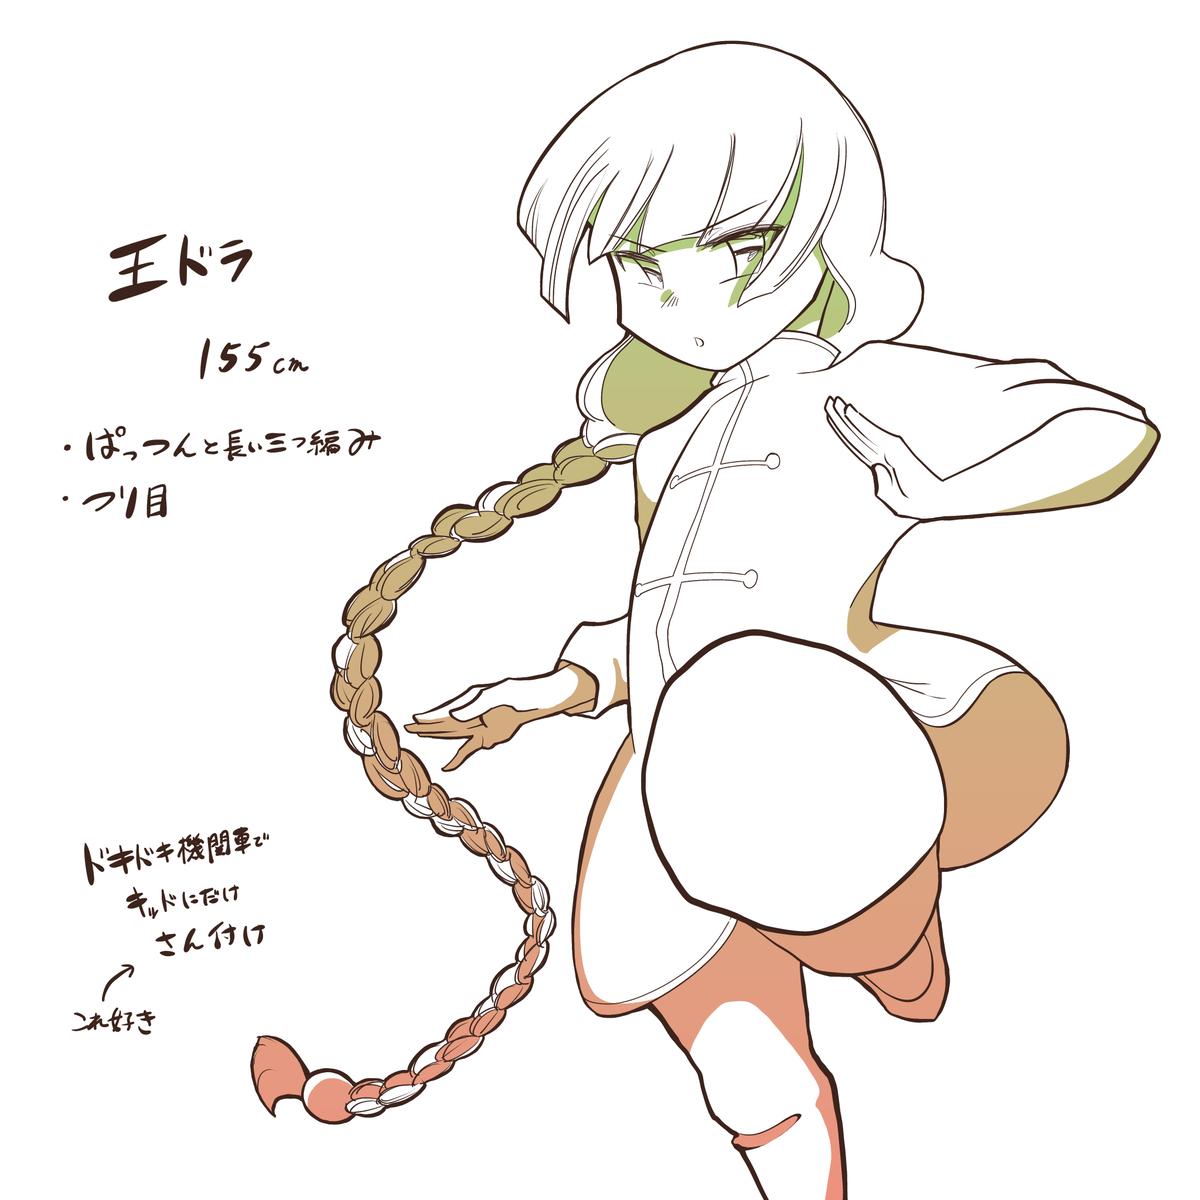 王ドラ
155cm
・ぱっつんと長い三つ編み
・つり目
ドキドキ機関車で
キッドにだけ
さん付け
これ好き